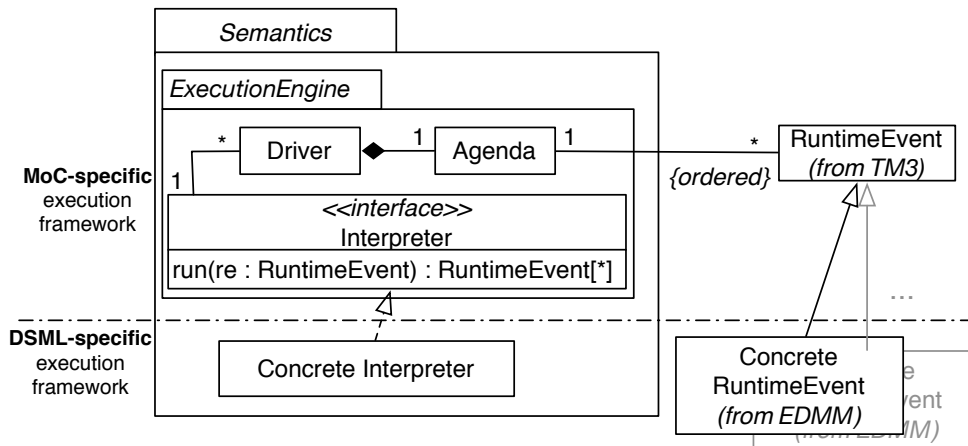 Semantics
ExecutionEngine
* Driver 1 Agenda 1 * RuntimeEvent
{ordered} (from TM3)
MoC-specific
execution
framework
1
<<interface>>
Interpreter
run(re : RuntimeEvent) : RuntimeEvent[*]
...
DSML-specific
execution
framework
Concrete Interpreter
Concrete
RuntimeEvent
(from EDMM)